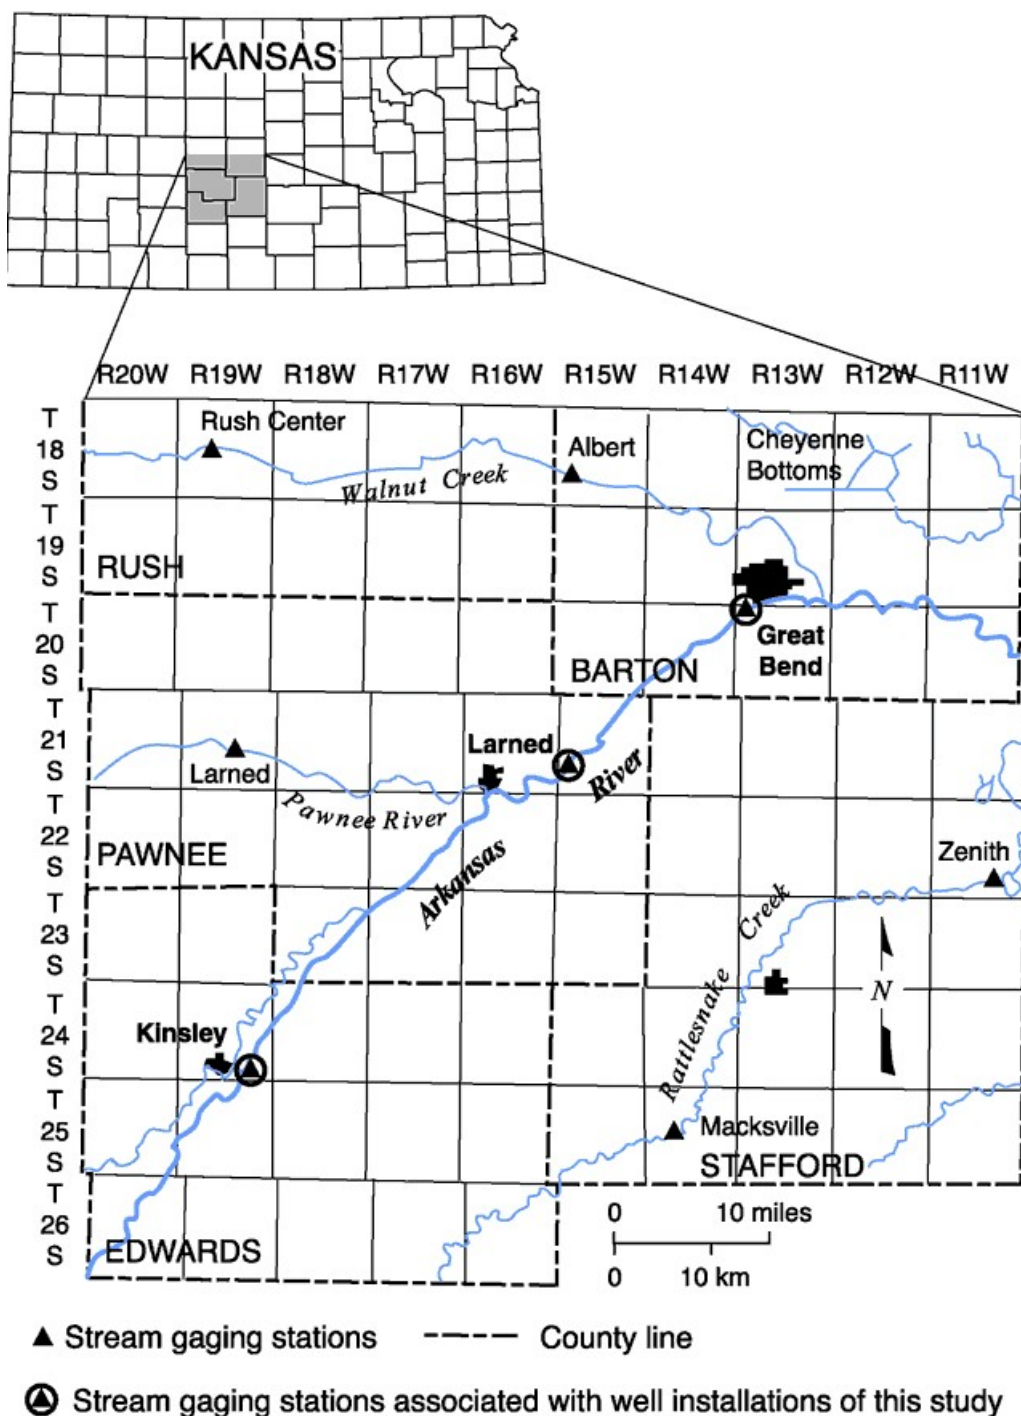 KANSAS
R20W R19W R18W R17W R16W R15W R14W R13W R12W R11W
T
18
S
T
19
S
T
20
S
T
21
S
T
22
S
T
23
S
T
24
S
T
25
S
T
26
S
Rush Center
Albert
Cheyenne
Bottoms
Walnut Creek
RUSH
Great
Bend
BARTON
Larned
Larned
River
Pawnee River
PAWNEE
Arkansas
Zenith
Creek
Rattlesnake
N
Kinsley
Macksville
STAFFORD
EDWARDS
0 10 miles
0 10 km
Stream gaging stations
County line
Stream gaging stations associated with well installations of this study